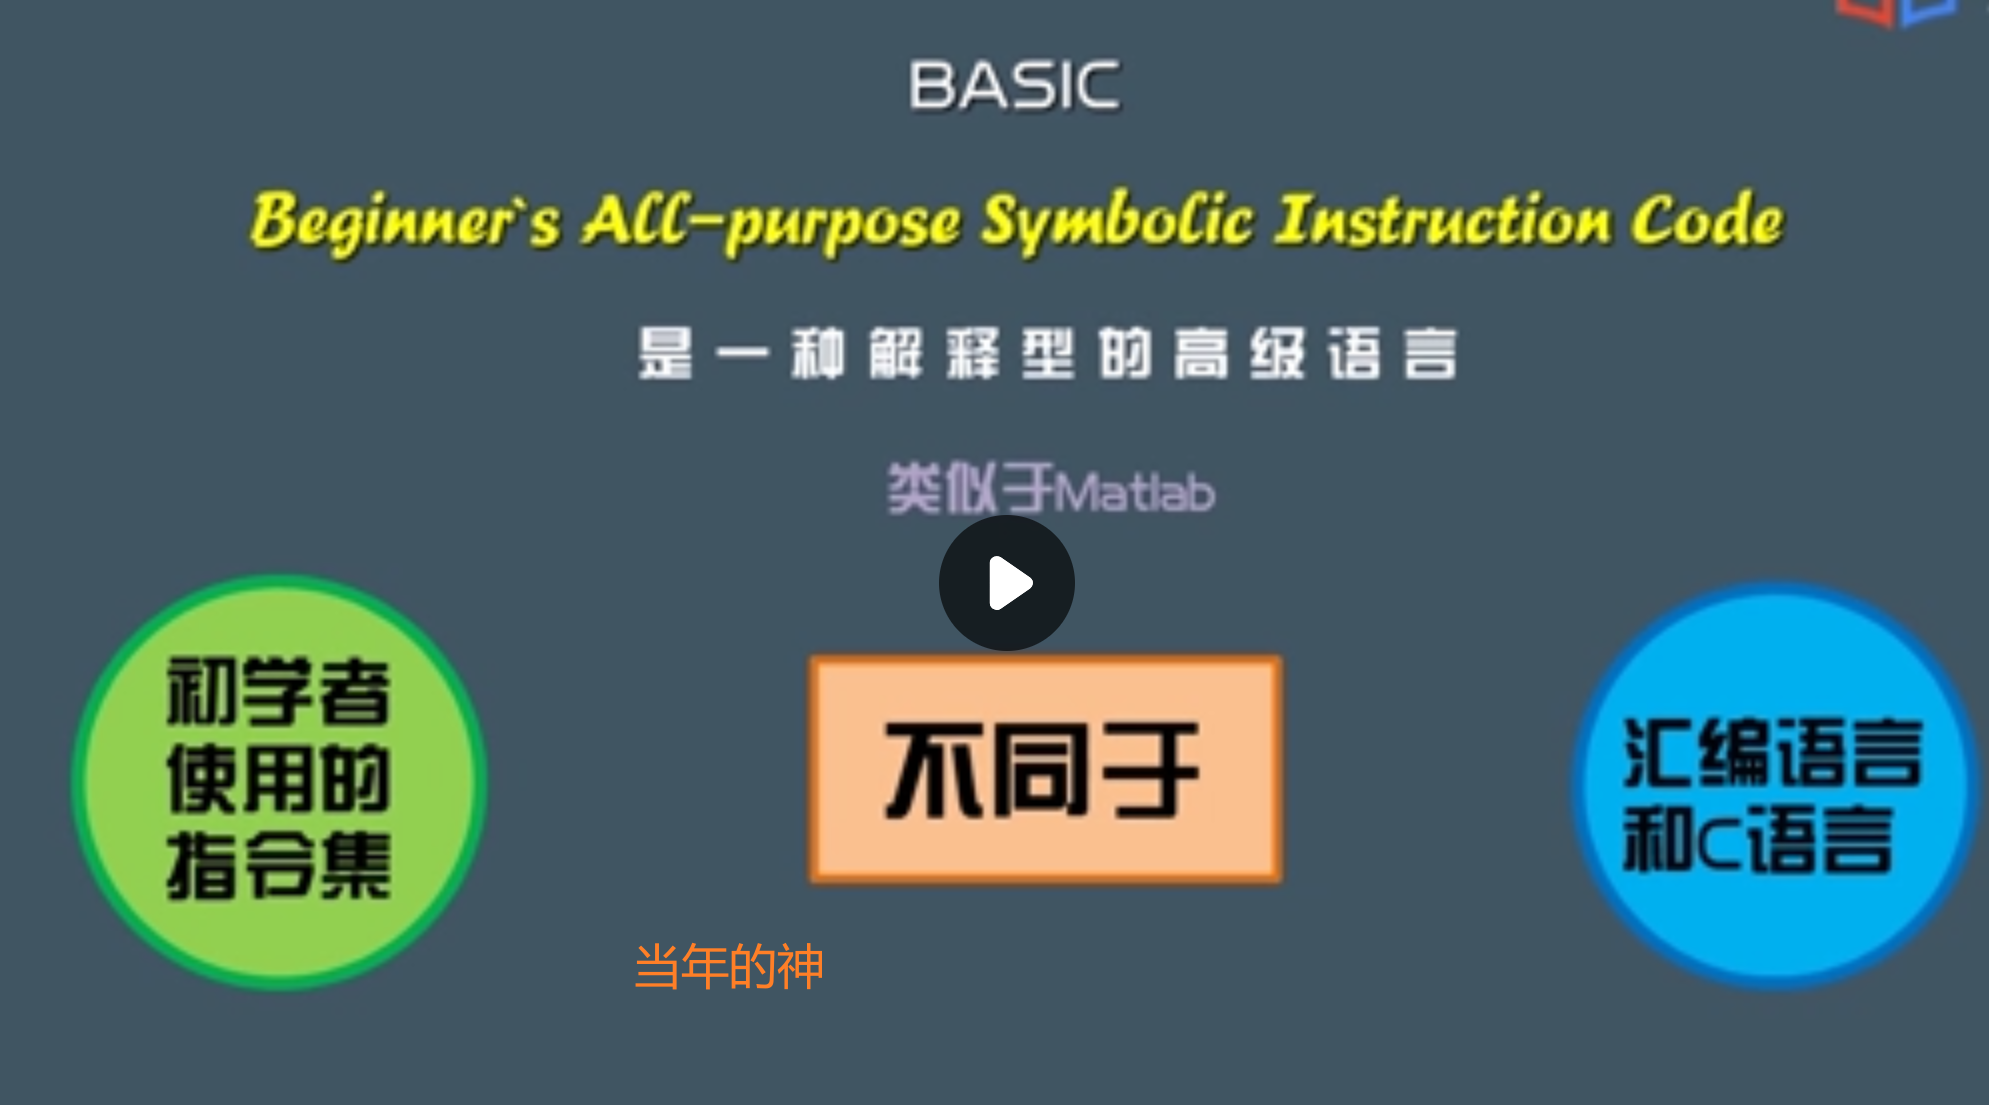 BASIC
Beginner`s All-purpose Symbolic Instruction Code
是一种解释型的高级语言
类似于Matlab
初学者
使用的
指令集
不同于
汇编语言
和C语言
当年的神